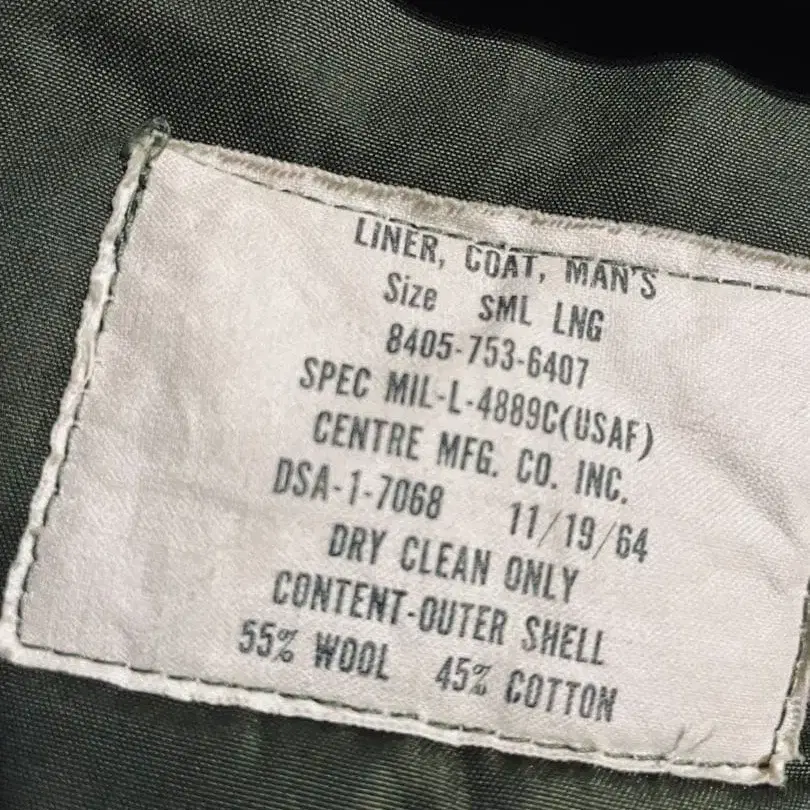 LINER, COAT, MAN'S
Size SML LNG
8405-753-6407
SPEC MIL-L-4889C(USAF)
CENTRE MFG. CO. INC.
DSA-1-7068 11/19/64
DRY CLEAN ONLY
CONTENT-OUTER SHELL
55% WOOL 45% COTTON